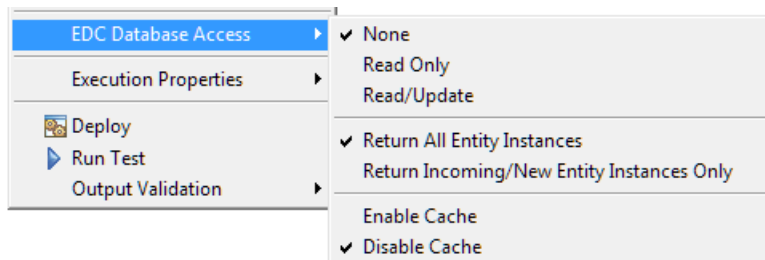 EDC Database Access
Execution Properties
Deploy
Run Test
Output Validation
None
Read Only
Read/Update
Return All Entity Instances
Return Incoming/New Entity Instances Only
Enable Cache
Disable Cache